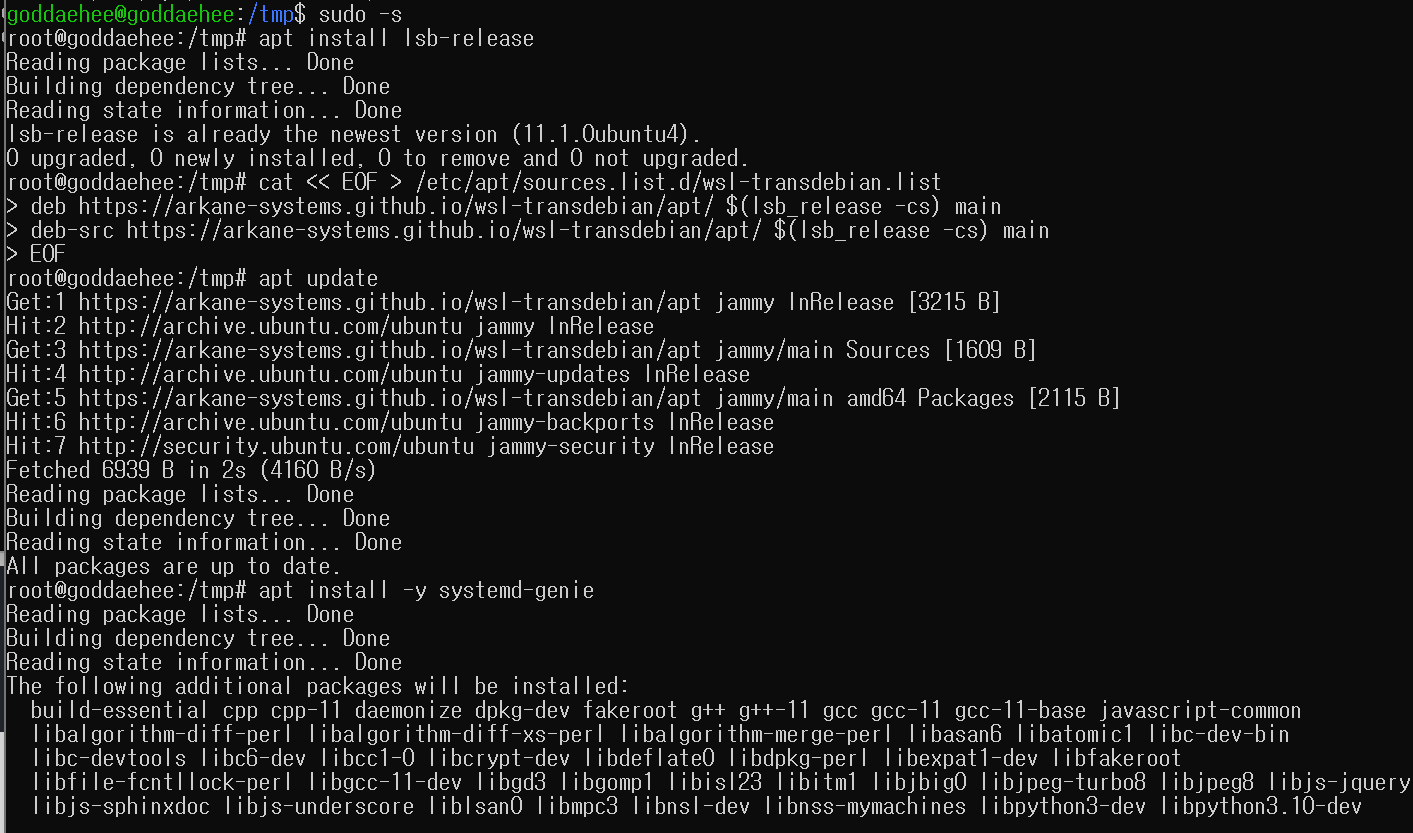 goddaehee@goddaehee:/tmp$ sudo -s
root@goddaehee:/tmp# apt install lsb-release
Reading package lists... Done
Building dependency tree... Done
Reading state information... Done
lsb-release is already the newest version (11.1.0ubuntu4).
0 upgraded, 0 newly installed, 0 to remove and 0 not upgraded.
root@goddaehee:/tmp# cat << EOF > /etc/apt/sources.list.d/wsl-transdebian.list
> deb https://arkane-systems.github.io/wsl-transdebian/apt/ $(lsb_release -cs) main
> deb-src https://arkane-systems.github.io/wsl-transdebian/apt/ $(lsb_release -cs) main
> EOF
root@goddaehee:/tmp# apt update
Get:1 https://arkane-systems.github.io/wsl-transdebian/apt jammy InRelease [3215 B]
Hit:2 http://archive.ubuntu.com/ubuntu jammy InRelease
Get:3 https://arkane-systems.github.io/wsl-transdebian/apt jammy/main Sources [1609 B]
Hit:4 http://archive.ubuntu.com/ubuntu jammy-updates InRelease
Get:5 https://arkane-systems.github.io/wsl-transdebian/apt jammy/main amd64 Packages [2115 B]
Hit:6 http://archive.ubuntu.com/ubuntu jammy-backports InRelease
Hit:7 http://security.ubuntu.com/ubuntu jammy-security InRelease
Fetched 6939 B in 2s (4160 B/s)
Reading package lists... Done
Building dependency tree... Done
Reading state information... Done
All packages are up to date.
root@goddaehee:/tmp# apt install -y systemd-genie
Reading package lists... Done
Building dependency tree... Done
Reading state information... Done
The following additional packages will be installed:
  build-essential cpp cpp-11 daemonize dpkg-dev fakeroot g++ g++-11 gcc gcc-11 gcc-11-base javascript-common
  libalgorithm-diff-perl libalgorithm-diff-xs-perl libalgorithm-merge-perl libasan6 libatomic1 libc-dev-bin
  libc-devtools libc6-dev libcc1-0 libcrypt-dev libdeflate0 libdpkg-perl libexpat1-dev libfakeroot
  libfile-fcntllock-perl libgcc-11-dev libgd3 libgomp1 libisl23 libitm1 libjbig0 libjpeg-turbo8 libjpeg8 libjs-jquery
  libjs-sphinxdoc libjs-underscore liblsan0 libmpc3 libnsl-dev libnss-mymachines libpython3-dev libpython3.10-dev